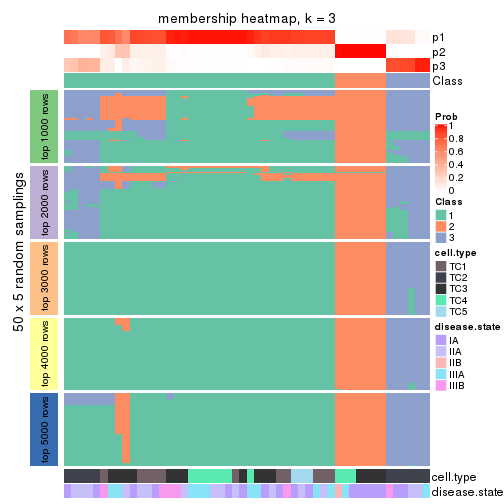 membership heatmap, k = 3
p1
p2
p3
Class
50 x 5 random samplings
top 1000 rows
top 2000 rows
top 3000 rows
top 4000 rows
top 5000 rows
cell.type
disease.state
Prob
1
0.8
0.6
0.4
0.2
0
Class
1
2
3
cell.type
TC1
TC2
TC3
TC4
TC5
disease.state
IA
IIA
IIB
IIIA
IIIB